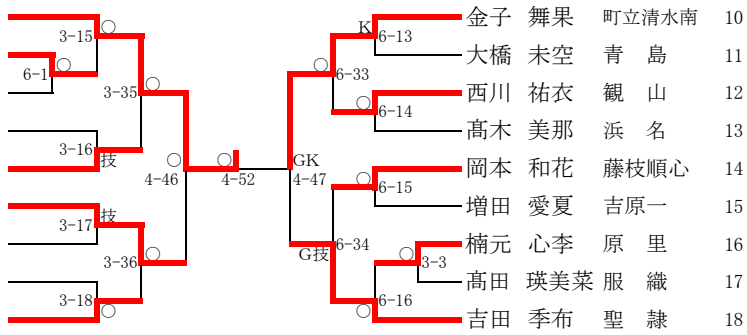 ○
3-15
○
6-1
3-35
○
3-16
技
○
4-46
○
4-52
技
3-17
○
3-36
3-18
○
K
6-13
○
6-33
○
6-14
GK
4-47
○
6-15
G技
6-34
○
3-3
○
6-16
金子 舞果 町立清水南 10
大橋 未空 青 島 11
西川 祐衣 観 山 12
髙木 美那 浜 名 13
岡本 和花 藤枝順心 14
増田 愛夏 吉原一 15
楠元 心李 原 里 16
髙田 瑛美菜 服 織 17
吉田 季布 聖 隷 18